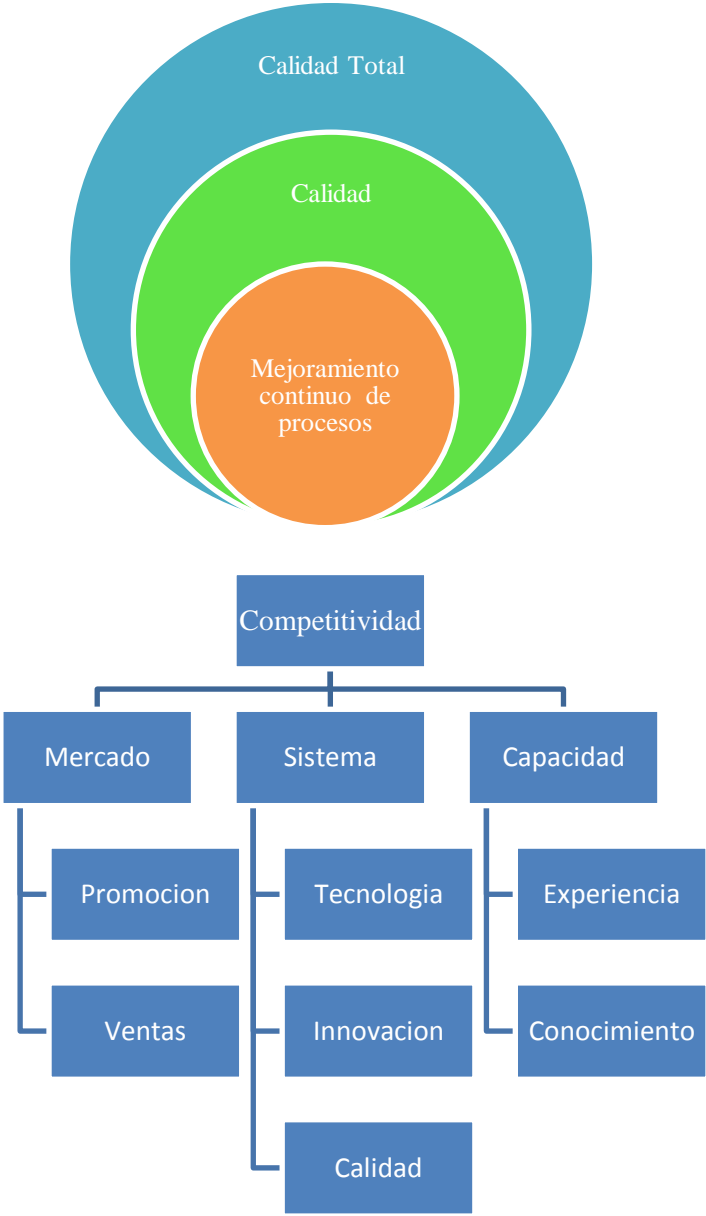 Calidad Total
Calidad
Mejoramiento
continuo de
procesos
Competitividad
Mercado
Sistema
Capacidad
Promocion
Tecnologia
Experiencia
Ventas
Innovacion
Conocimiento
Calidad